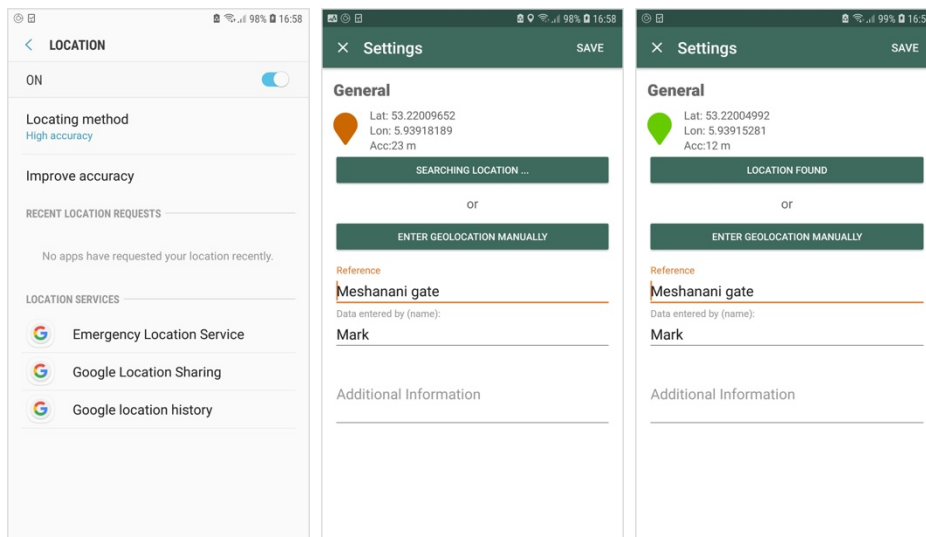 98% 16:58
LOCATION
ON
Locating method
High accuracy
Improve accuracy
RECENT LOCATION REQUESTS
No apps have requested your location recently.
LOCATION SERVICES
Emergency Location Service
Google Location Sharing
Google location history
98% 16:58
Settings SAVE
General
Lat: 53.22009652
Lon: 5.93918189
Acc:23 m
SEARCHING LOCATION ...
or
ENTER GEOLOCATION MANUALLY
Reference
Meshanani gate
Data entered by (name):
Mark
Additional Information
99% 16:5
Settings SAVE
General
Lat: 53.22004992
Lon: 5.93915281
Acc:12 m
LOCATION FOUND
or
ENTER GEOLOCATION MANUALLY
Reference
Meshanani gate
Data entered by (name):
Mark
Additional Information